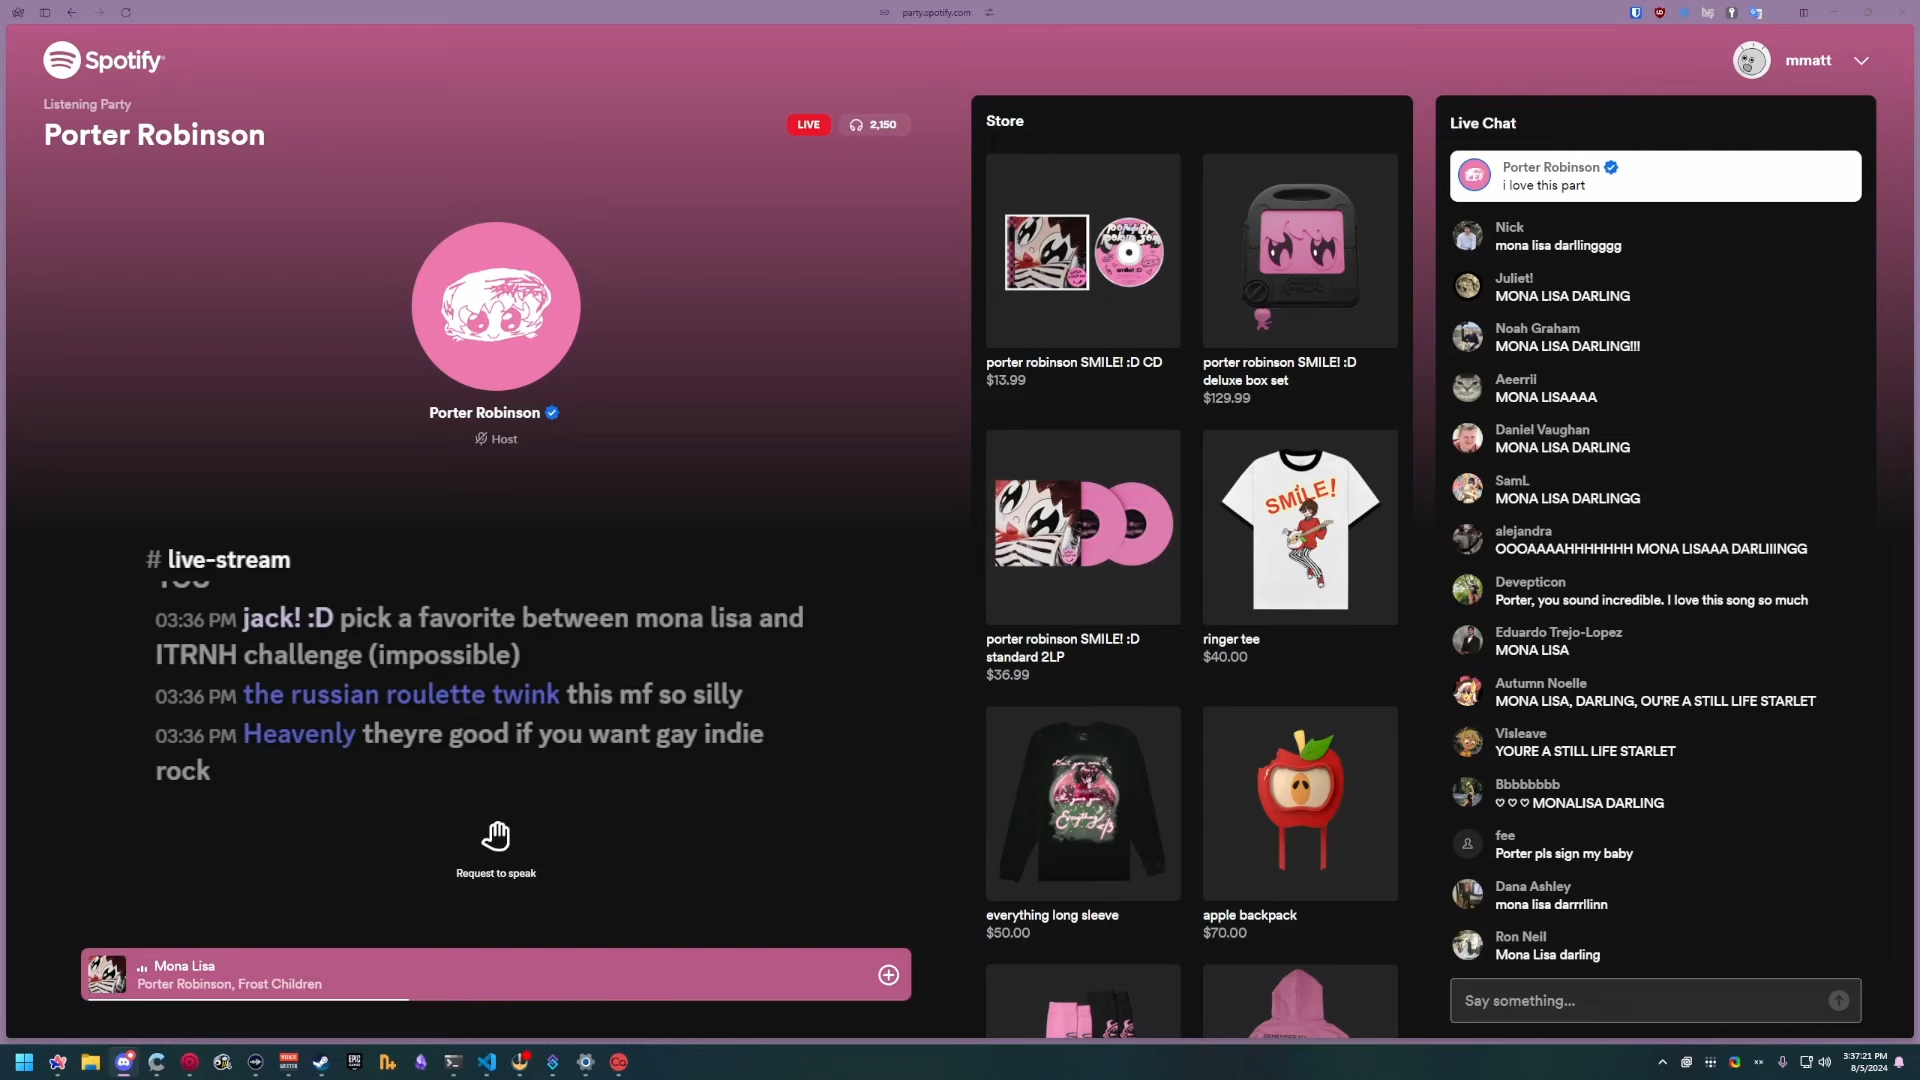 party.spotify.com
Spotify
mmatt
Listening Party
Porter Robinson
LIVE
2,150
Porter Robinson
Host
# live-stream
03:36 PM jack! :D pick a favorite between mona lisa and
ITRNH challenge (impossible)
03:36 PM the russian roulette twink this mf so silly
03:36 PM Heavenly theyre good if you want gay indie
rock
Request to speak
Mona Lisa
Porter Robinson, Frost Children
Store
porter robinson SMILE! :D CD
$13.99
porter robinson SMILE! :D
deluxe box set
$129.99
SMiLE!
porter robinson SMILE! :D
standard 2LP
$36.99
ringer tee
$40.00
everything long sleeve
$50.00
apple backpack
$70.00
Live Chat
Porter Robinson
i love this part
Nick
mona lisa darllingggg
Juliet!
MONA LISA DARLING
Noah Graham
MONA LISA DARLING!!!
Aeerrii
MONA LISAAAA
Daniel Vaughan
MONA LISA DARLING
SamL
MONA LISA DARLINGG
alejandra
OOOAAAAHHHHHHH MONA LISAAA DARLIIINGG
Devepticon
Porter, you sound incredible. I love this song so much
Eduardo Trejo-Lopez
MONA LISA
Autumn Noelle
MONA LISA, DARLING, OU'RE A STILL LIFE STARLET
Visleave
YOURE A STILL LIFE STARLET
Bbbbbbbb
♡ ♡ ♡ MONALISA DARLING
fee
Porter pls sign my baby
Dana Ashley
mona lisa darrrllinn
Ron Neil
Mona Lisa darling
Say something...
3:37:21 PM
8/5/2024